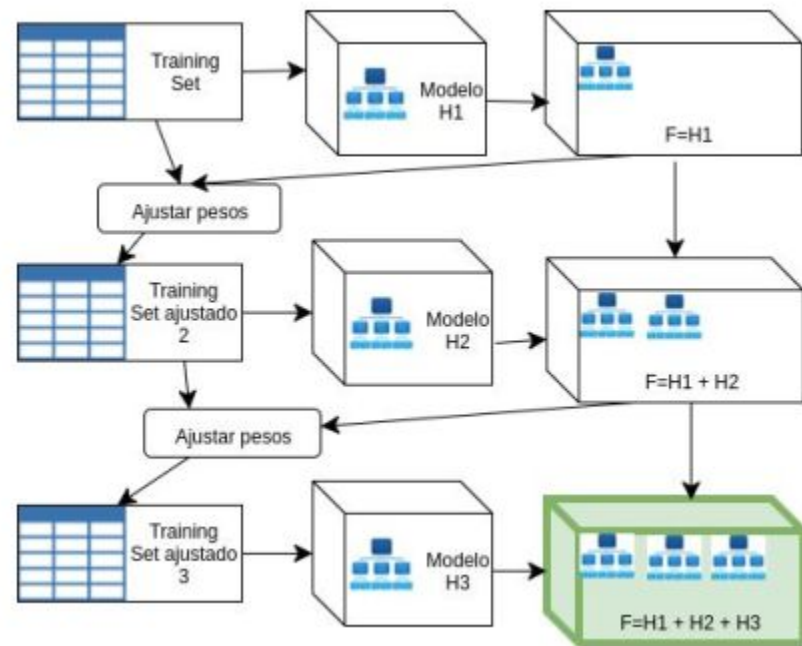 Training
Set
Modelo
H1
F=H1
Ajustar pesos
Training
Set ajustado
2
Modelo
H2
F=H1 + H2
Ajustar pesos
Training
Set ajustado
3
Modelo
H3
F=H1 + H2 + H3